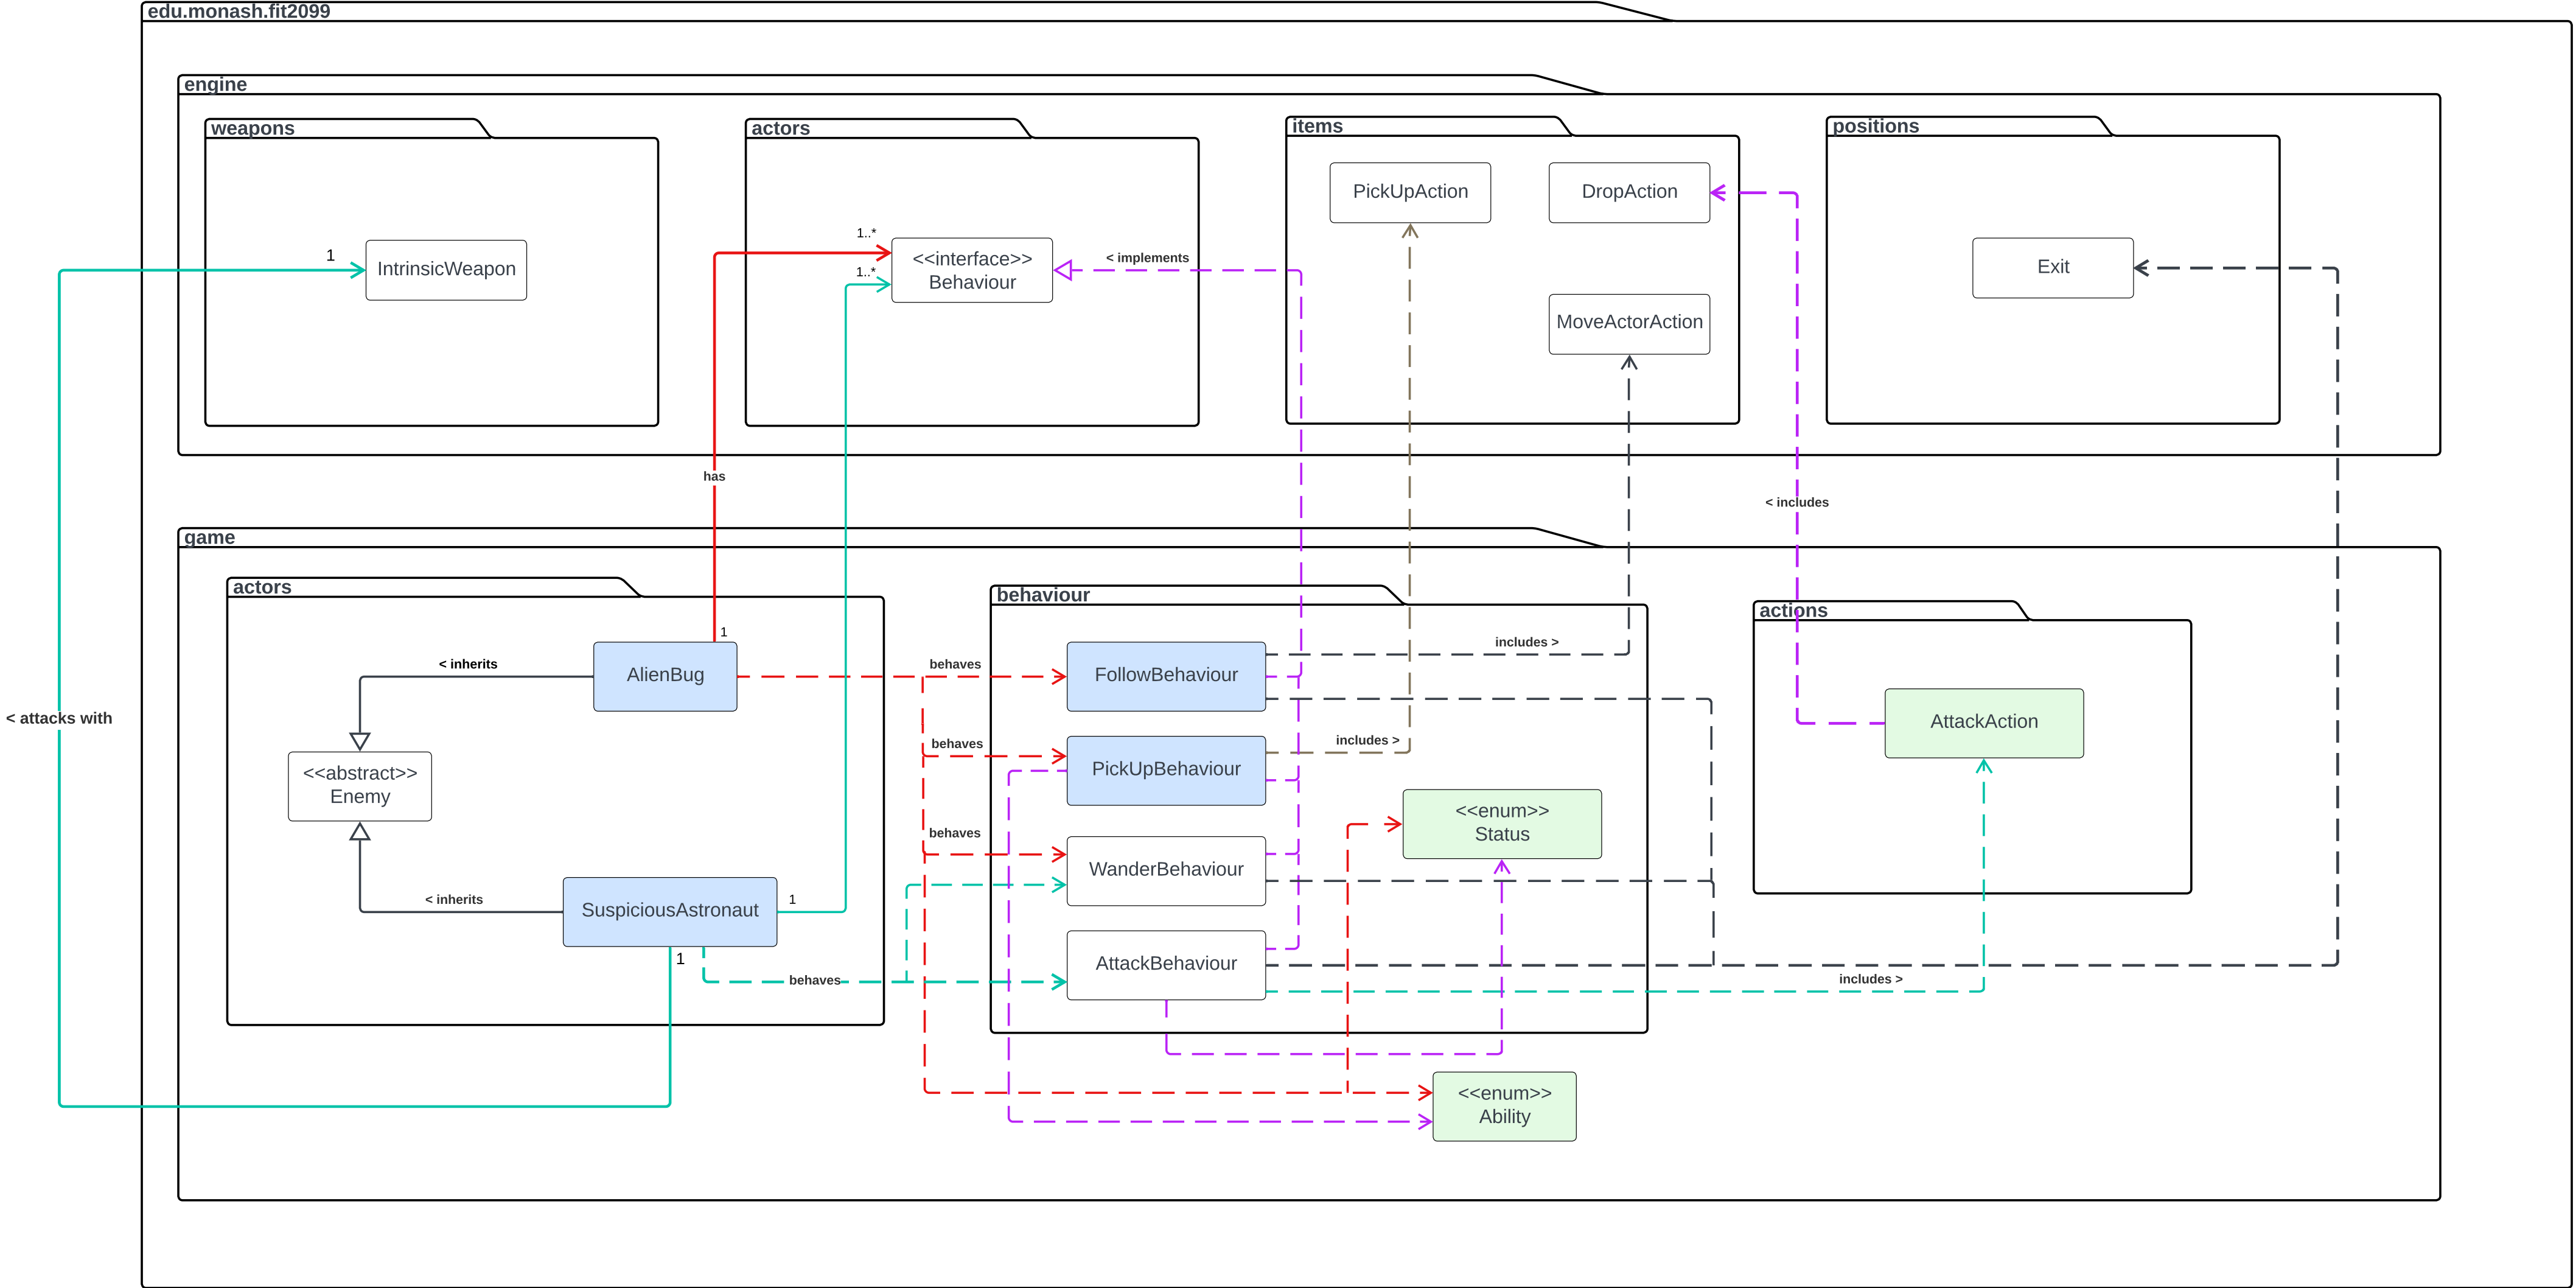 edu.monash.fit2099
engine
weapons
actors
items
positions
PickUpAction
DropAction
1..*
1
IntrinsicWeapon
<<interface>>
Behaviour
1..*
< implements
Exit
MoveActorAction
has
< includes
game
actors
behaviour
actions
1
< inherits
AlienBug
behaves
FollowBehaviour
includes >
< attacks with
<<abstract>>
Enemy
behaves
PickUpBehaviour
includes >
AttackAction
behaves
WanderBehaviour
<<enum>>
Status
< inherits
SuspiciousAstronaut
1
1
behaves
AttackBehaviour
includes >
<<enum>>
Ability